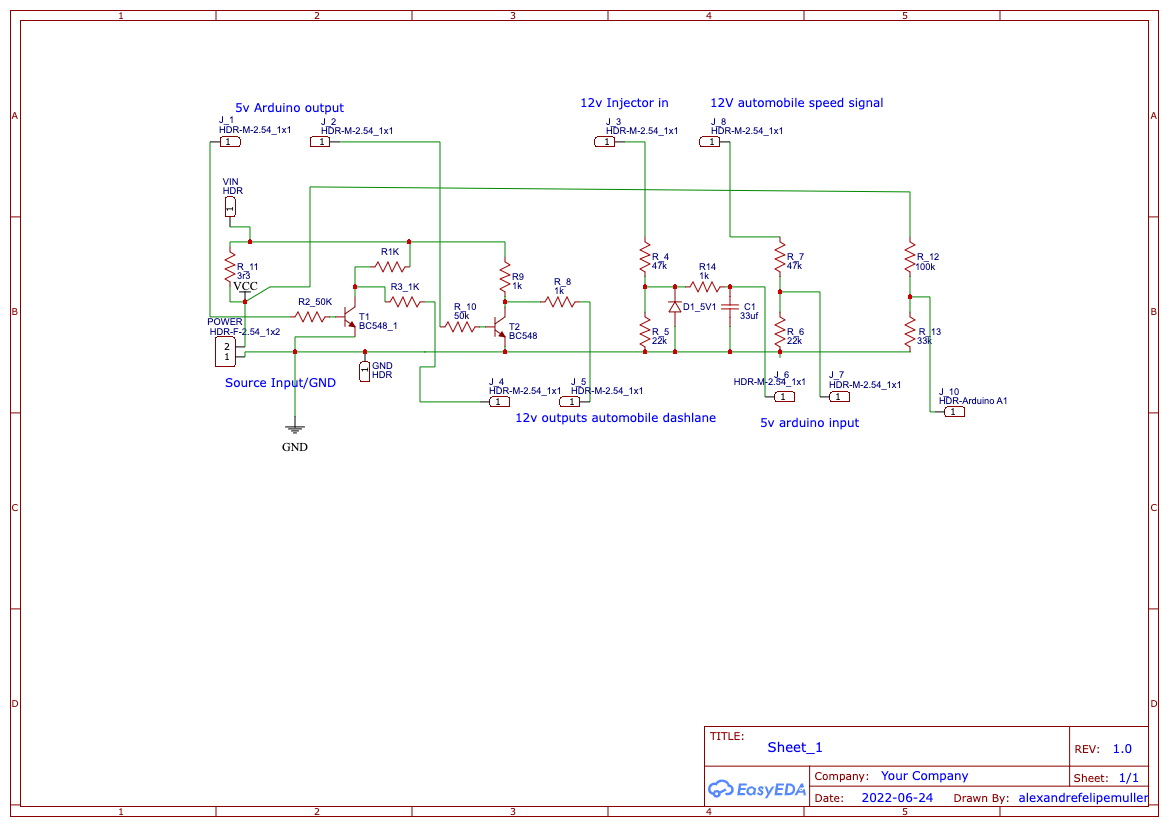 1 2 3 4 5
A A
B B
C C
D D
1 2 3 4 5
5v Arduino output
J_1
HDR-M-2.54_1x1
1
J_2
HDR-M-2.54_1x1
1
12v Injector in
J_3
HDR-M-2.54_1x1
1
12V automobile speed signal
J_8
HDR-M-2.54_1x1
1
VIN
HDR
1
R_11
3r3
VCC
R1K
R3_1K
R2_50K
T1
BC548_1
R9
1k
R_8
1k
R_10
50k
T2
BC548
R_4
47k
R14
1k
D1_5V1
C1
33uf
R_5
22k
R_7
47k
R_6
22k
R_12
100k
R_13
33k
POWER
HDR-F-2.54_1x2
2
1
Source Input/GND
GND
HDR
1
GND
J_4
HDR-M-2.54_1x1
1
J_5
HDR-M-2.54_1x1
1
12v outputs automobile dashlane
J_6
HDR-M-2.54_1x1
1
J_7
HDR-M-2.54_1x1
1
5v arduino input
J_10
HDR-Arduino A1
1
TITLE:
Sheet_1
REV: 1.0
EasyEDA
Company: Your Company
Sheet: 1/1
Date: 2022-06-24 Drawn By: alexandrefelipemuller